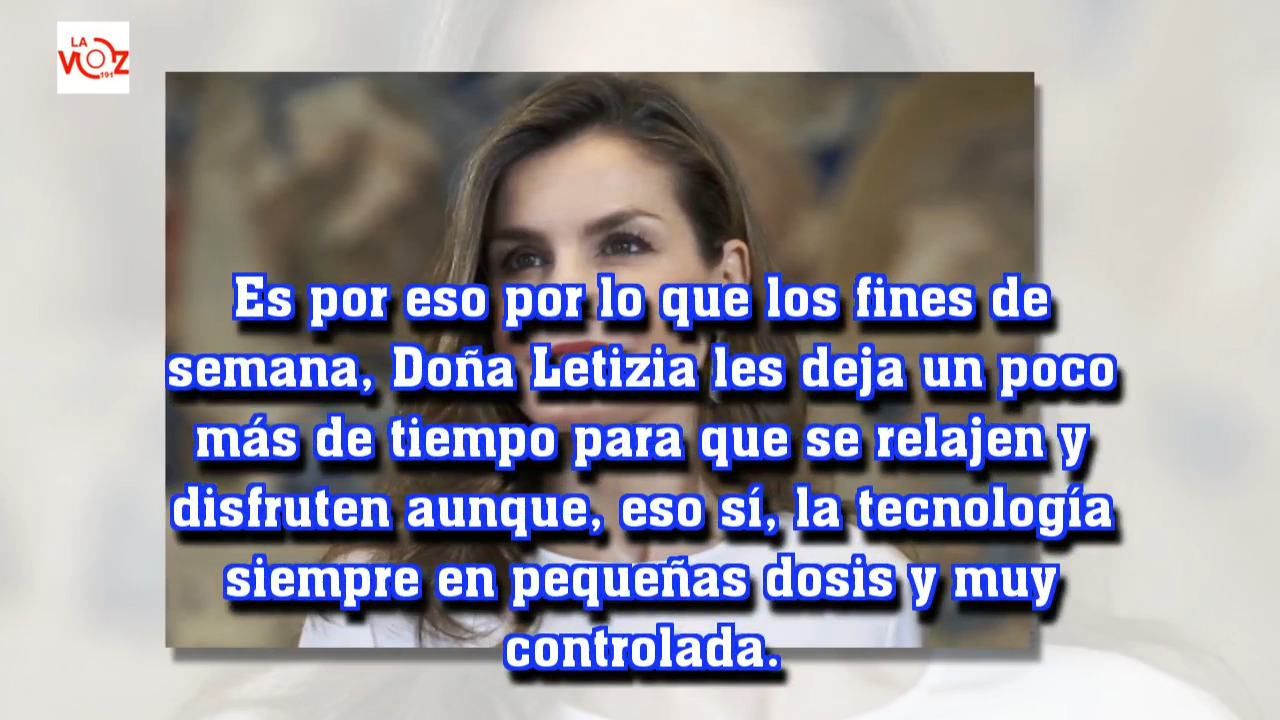 LA
VOZ
191
Es por eso por lo que los fines de
semana, Doña Letizia les deja un poco
más de tiempo para que se relajen y
disfruten aunque, eso sí, la tecnología
siempre en pequeñas dosis y muy
controlada.